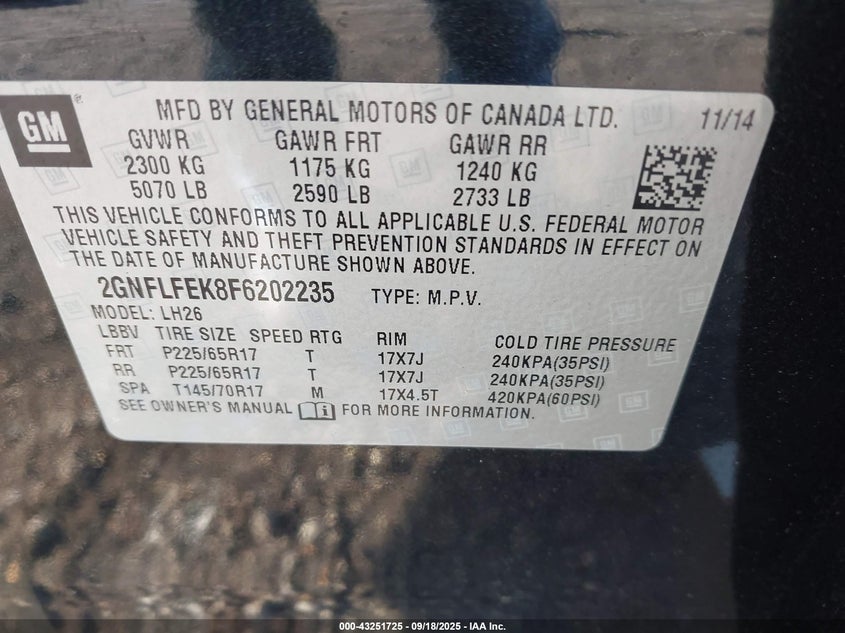 GM
MFD BY GENERAL MOTORS OF CANADA LTD. 11/14
GVWR GAWR FRT GAWR RR
2300 KG 1175 KG 1240 KG
5070 LB 2590 LB 2733 LB
THIS VEHICLE CONFORMS TO ALL APPLICABLE U.S. FEDERAL MOTOR
VEHICLE SAFETY AND THEFT PREVENTION STANDARDS IN EFFECT ON
THE DATE OF MANUFACTURE SHOWN ABOVE.
2GNFLFEK8F6202235 TYPE: M.P.V.
MODEL: LH26
LBBV TIRE SIZE SPEED RTG RIM COLD TIRE PRESSURE
FRT P225/65R17 T 17X7J 240KPA(35PSI)
RR P225/65R17 T 17X7J 240KPA(35PSI)
SPA T145/70R17 M 17X4.5T 420KPA(60PSI)
SEE OWNER'S MANUAL i FOR MORE INFORMATION.
000-43251725 - 09/18/2025 - IAA Inc.